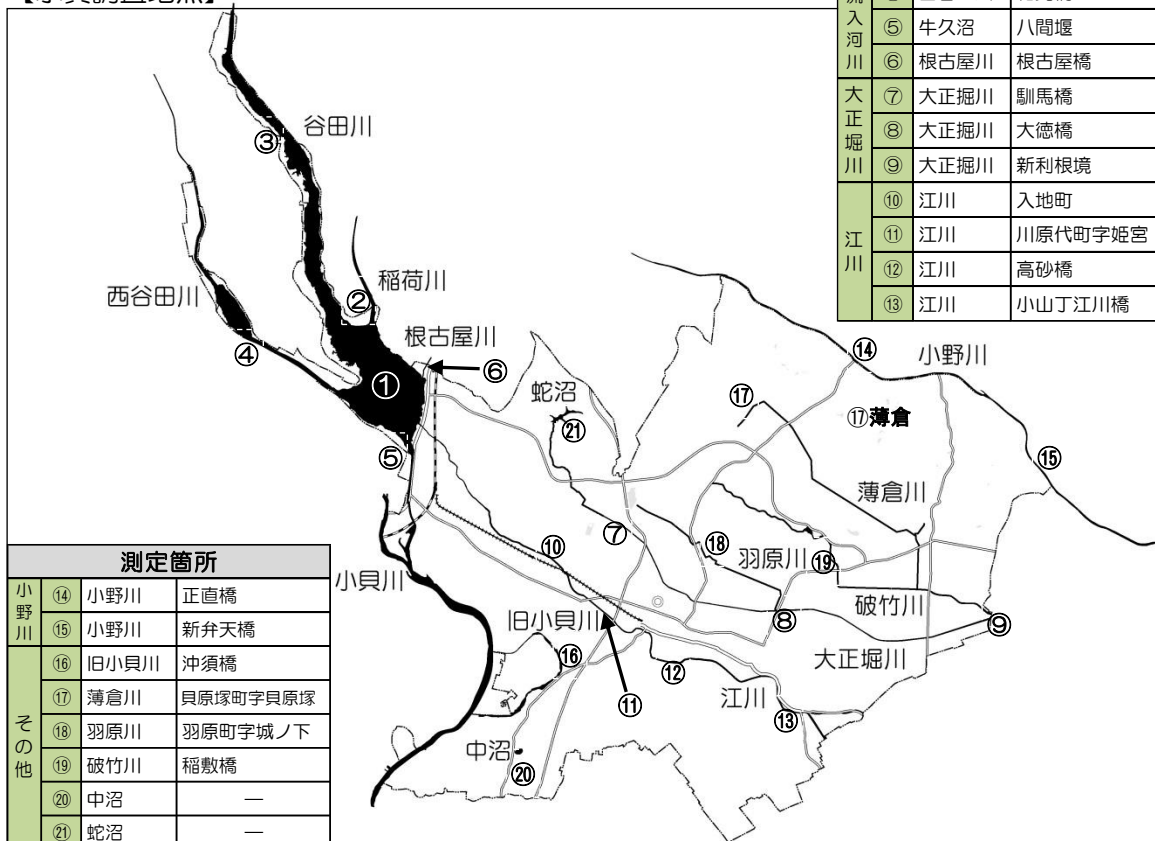 流入河川
⑤ 牛久沼 八間堰
⑥ 根古屋川 根古屋橋
大正堀川
⑦ 大正掘川 馴馬橋
⑧ 大正掘川 大徳橋
⑨ 大正掘川 新利根境
江川
⑩ 江川 入地町
⑪ 江川 川原代町字姫宮
⑫ 江川 高砂橋
⑬ 江川 小山丁江川橋
③
谷田川
②
稲荷川
西谷田川
④
根古屋川
①
⑥
⑤
蛇沼
㉑
⑭
小野川
⑰
⑰薄倉
⑮
薄倉川
⑦
⑩
⑱
羽原川
⑲
小貝川
破竹川
旧小貝川
⑧
⑨
⑯
大正堀川
⑫
⑪
江川
⑬
中沼
⑳
測定箇所
小野川
⑭ 小野川 正直橋
⑮ 小野川 新弁天橋
その他
⑯ 旧小貝川 沖須橋
⑰ 薄倉川 貝原塚町字貝原塚
⑱ 羽原川 羽原町字城ノ下
⑲ 破竹川 稲敷橋
⑳ 中沼 ―
㉑ 蛇沼 ―